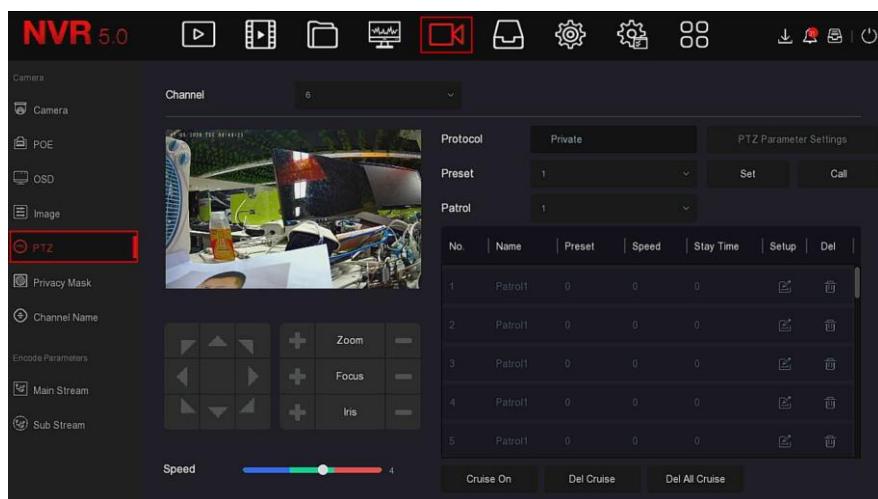 NVR 5.0
Camera
Camera
POE
OSD
Image
PTZ
Privacy Mask
Channel Name
Encode Parameters
Main Stream
Sub Stream
Channel 6
Protocol Private PTZ Parameter Settings
Preset 1 Set Call
Patrol 1
No. Name Preset Speed Stay Time Setup Del
1 Patrol1 0 0 0
2 Patrol1 0 0 0
3 Patrol1 0 0 0
4 Patrol1 0 0 0
5 Patrol1 0 0 0
Zoom
Focus
Iris
Speed 4
Cruise On Del Cruise Del All Cruise